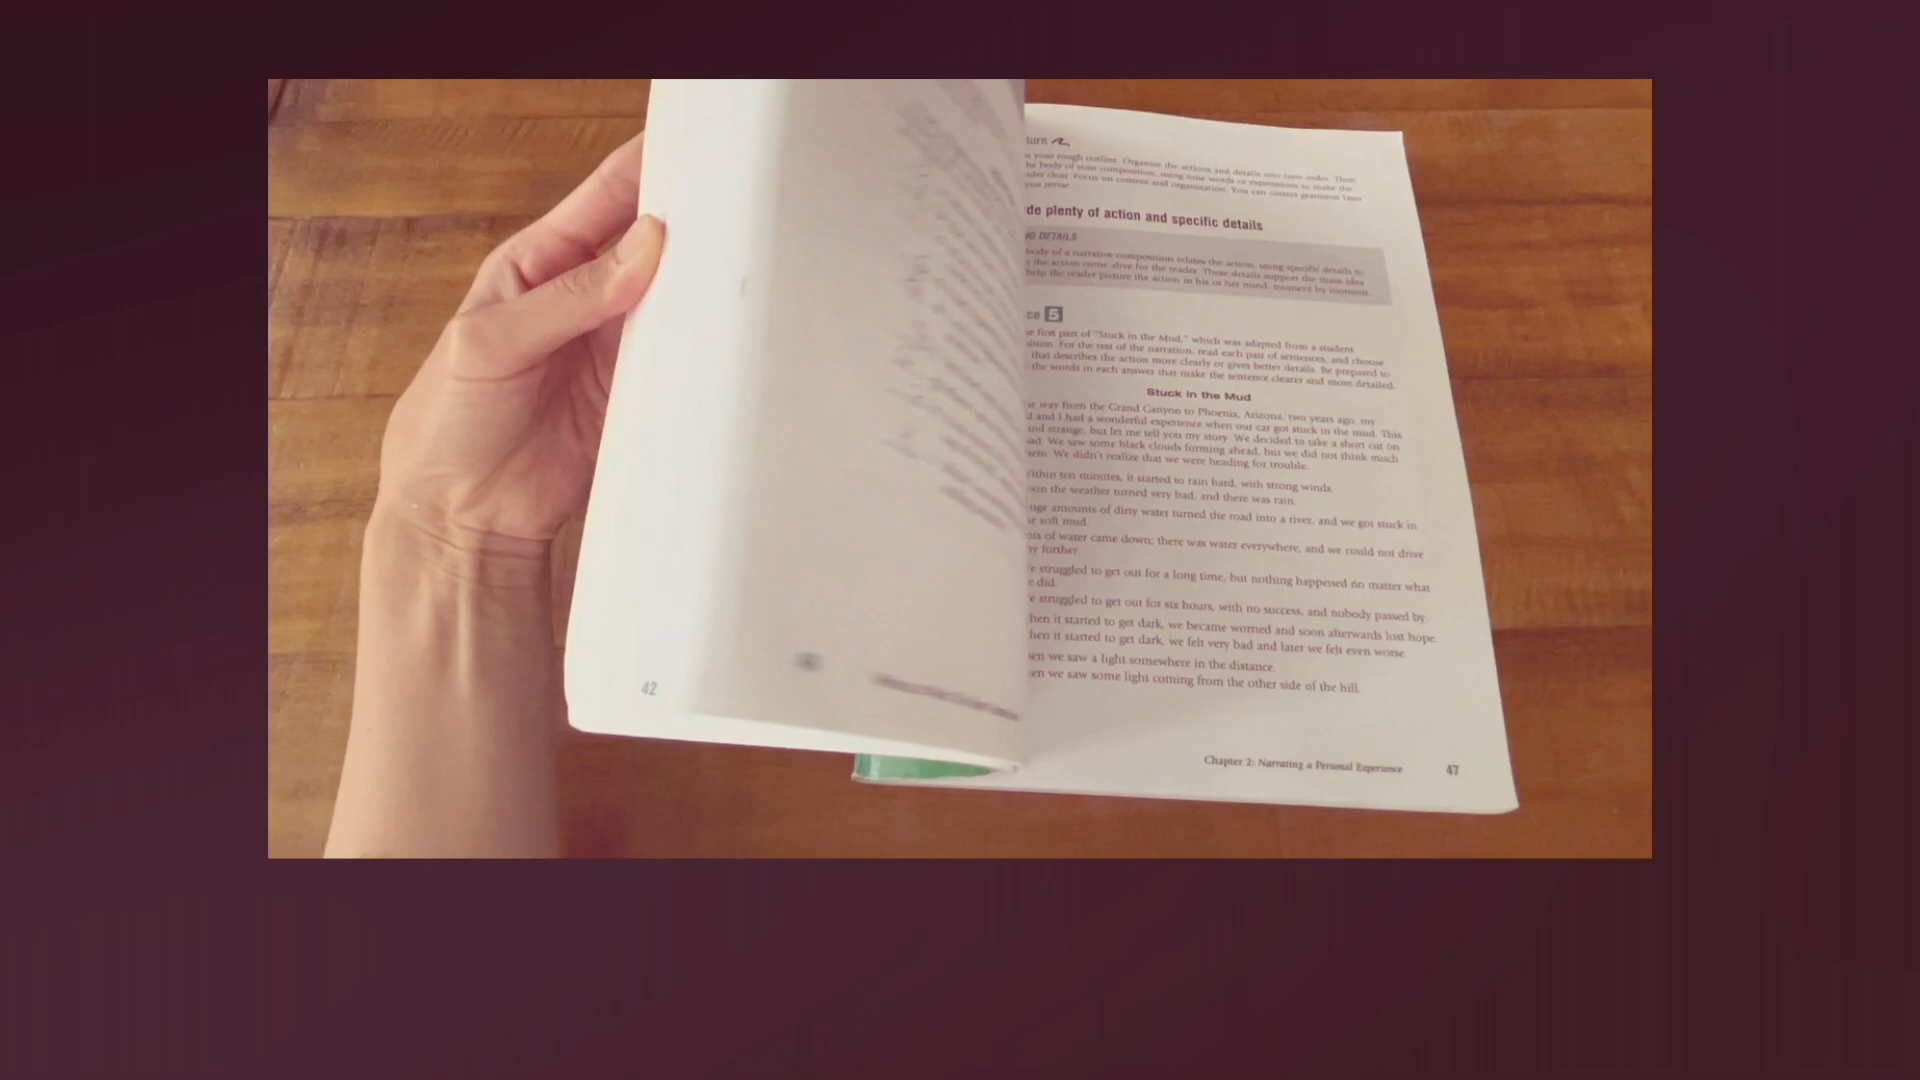 42
your rough outline. Organize the actions and details into time order. Then
body of your composition, using time words or expressions to make the
clear. Focus on content and organization. You can correct grammar later
you revise
plenty of action and specific details
DETAILS
body of a narrative composition relates the action, using specific details to
the action come alive for the reader. These details support the main idea
help the reader picture the action in his or her mind, moment by moment.
5
first part of "Stuck in the Mud," which was adapted from a student
For the rest of the narration, read each pair of sentences, and choose
that describes the action more clearly or gives better details. Be prepared to
the words in each answer that make the sentence clearer and more detailed.
Stuck in the Mud
way from the Grand Canyon to Phoenix, Arizona, two years ago, my
and I had a wonderful experience when our car got stuck in the mud. This
strange, but let me tell you my story. We decided to take a short cut on
We saw some black clouds forming ahead, but we did not think much
We didn't realize that we were heading for trouble.
ten minutes, it started to rain hard, with strong winds
the weather turned very bad, and there was rain.
amounts of dirty water turned the road into a river, and we got stuck in
soft mud.
of water came down; there was water everywhere, and we could not drive
further.
struggled to get out for a long time, but nothing happened no matter what
did.
struggled to get out for six hours, with no success, and nobody passed by
it started to get dark, we became worried and soon afterwards lost hope.
it started to get dark, we felt very bad and later we felt even worse.
we saw a light somewhere in the distance.
we saw some light coming from the other side of the hill.
Chapter 2: Narrating a Personal Experience 47